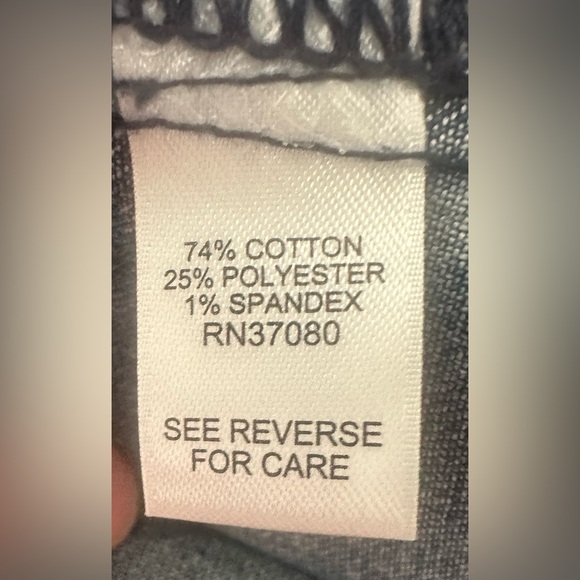 74% COTTON
25% POLYESTER
1% SPANDEX
RN37080
SEE REVERSE
FOR CARE